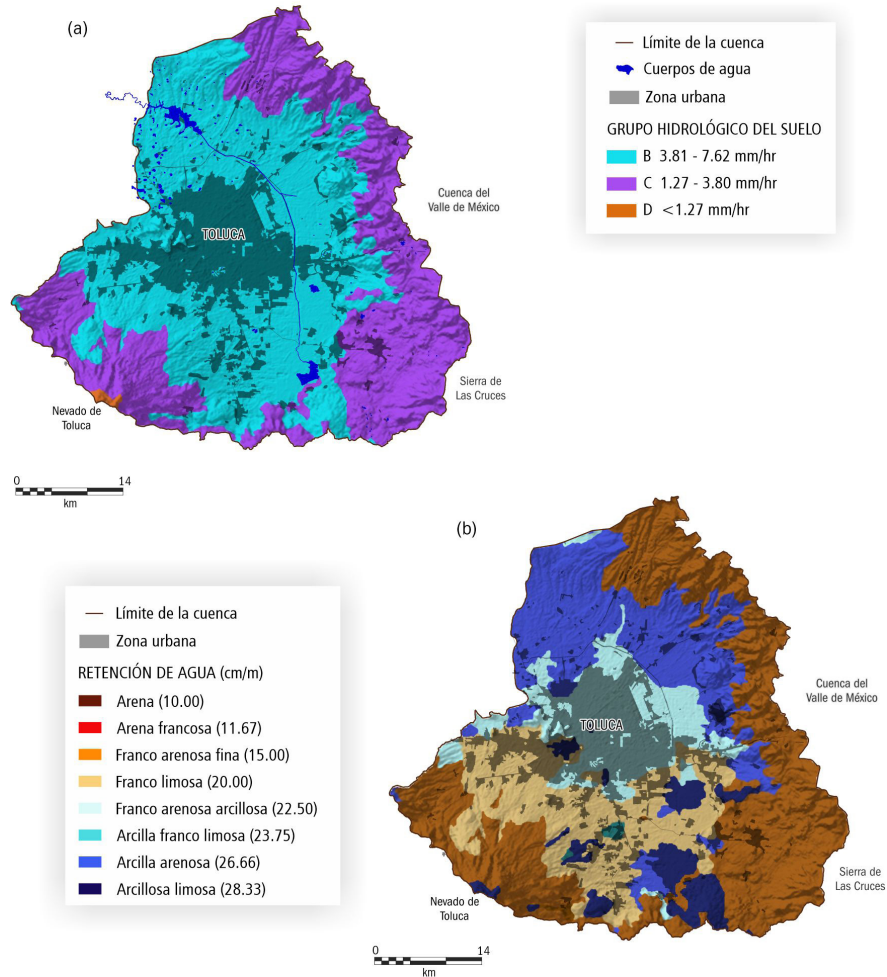 (a)
Límite de la cuenca
Cuerpos de agua
Zona urbana
GRUPO HIDROLÓGICO DEL SUELO
B 3.81 - 7.62 mm/hr
C 1.27 - 3.80 mm/hr
D <1.27 mm/hr
Cuenca del
Valle de México
TOLUCA
Sierra de
Las Cruces
Nevado de
Toluca
0 14
km
(b)
Límite de la cuenca
Zona urbana
RETENCIÓN DE AGUA (cm/m)
Arena (10.00)
Arena francosa (11.67)
Franco arenosa fina (15.00)
Franco limosa (20.00)
Franco arenosa arcillosa (22.50)
Arcilla franco limosa (23.75)
Arcilla arenosa (26.66)
Arcillosa limosa (28.33)
Cuenca del
Valle de México
TOLUCA
Sierra de
Las Cruces
Nevado de
Toluca
0 14
km